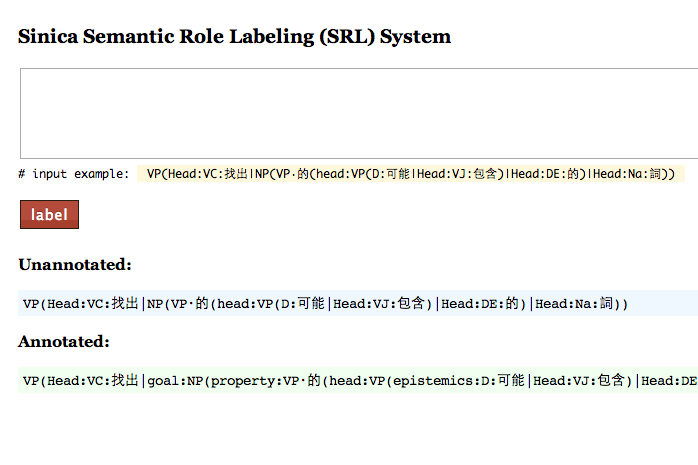 Sinica Semantic Role Labeling (SRL) System
# input example: VP(Head:VC:找出|NP(VP·的(head:VP(D:可能|Head:VJ:包含)|Head:DE:的)|Head:Na:詞))
label
Unannotated:
VP(Head:VC:找出|NP(VP·的(head:VP(D:可能|Head:VJ:包含)|Head:DE:的)|Head:Na:詞))
Annotated:
VP(Head:VC:找出|goal:NP(property:VP·的(head:VP(epistemics:D:可能|Head:VJ:包含)|Head:DE